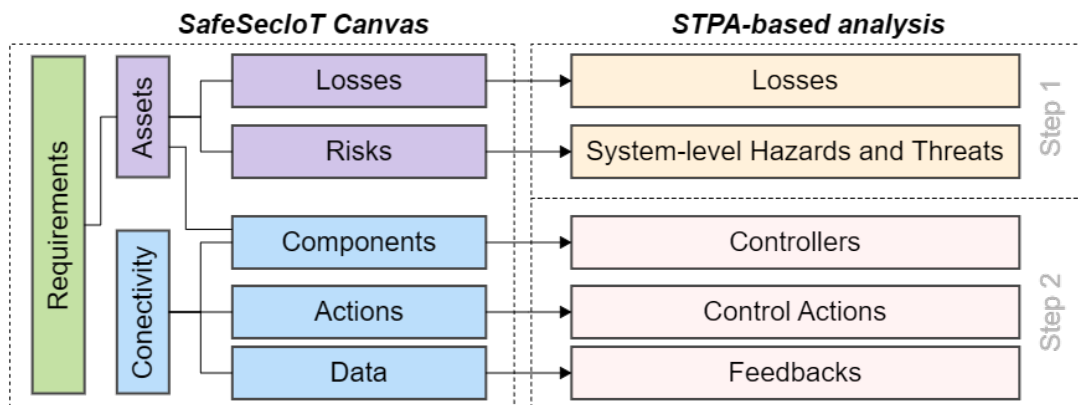 SafeSecIoT Canvas
STPA-based analysis
Requirements
Assets
Conectivity
Losses
Risks
Components
Actions
Data
Losses
System-level Hazards and Threats
Step 1
Controllers
Control Actions
Feedbacks
Step 2